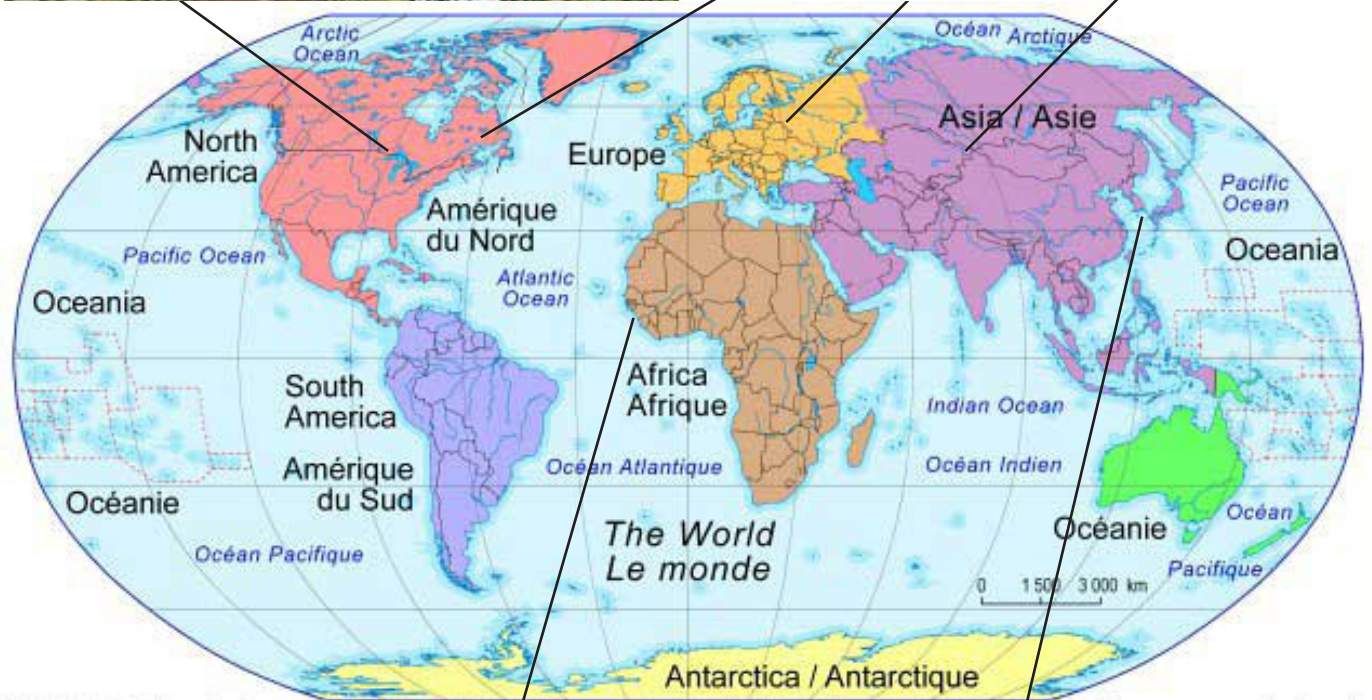 Arctic
Ocean
Océan Arctique
North
America
Europe
Asia / Asie
Pacific
Ocean
Amérique
du Nord
Pacific Ocean
Atlantic
Ocean
Oceania
Oceania
South
America
Africa
Afrique
Indian Ocean
Amérique
du Sud
Océan Atlantique
Océan Indien
Océanie
Océanie
Océan
Pacifique
Océan Pacifique
The World
Le monde
0 1 500 3 000 km
Antarctica / Antarctique